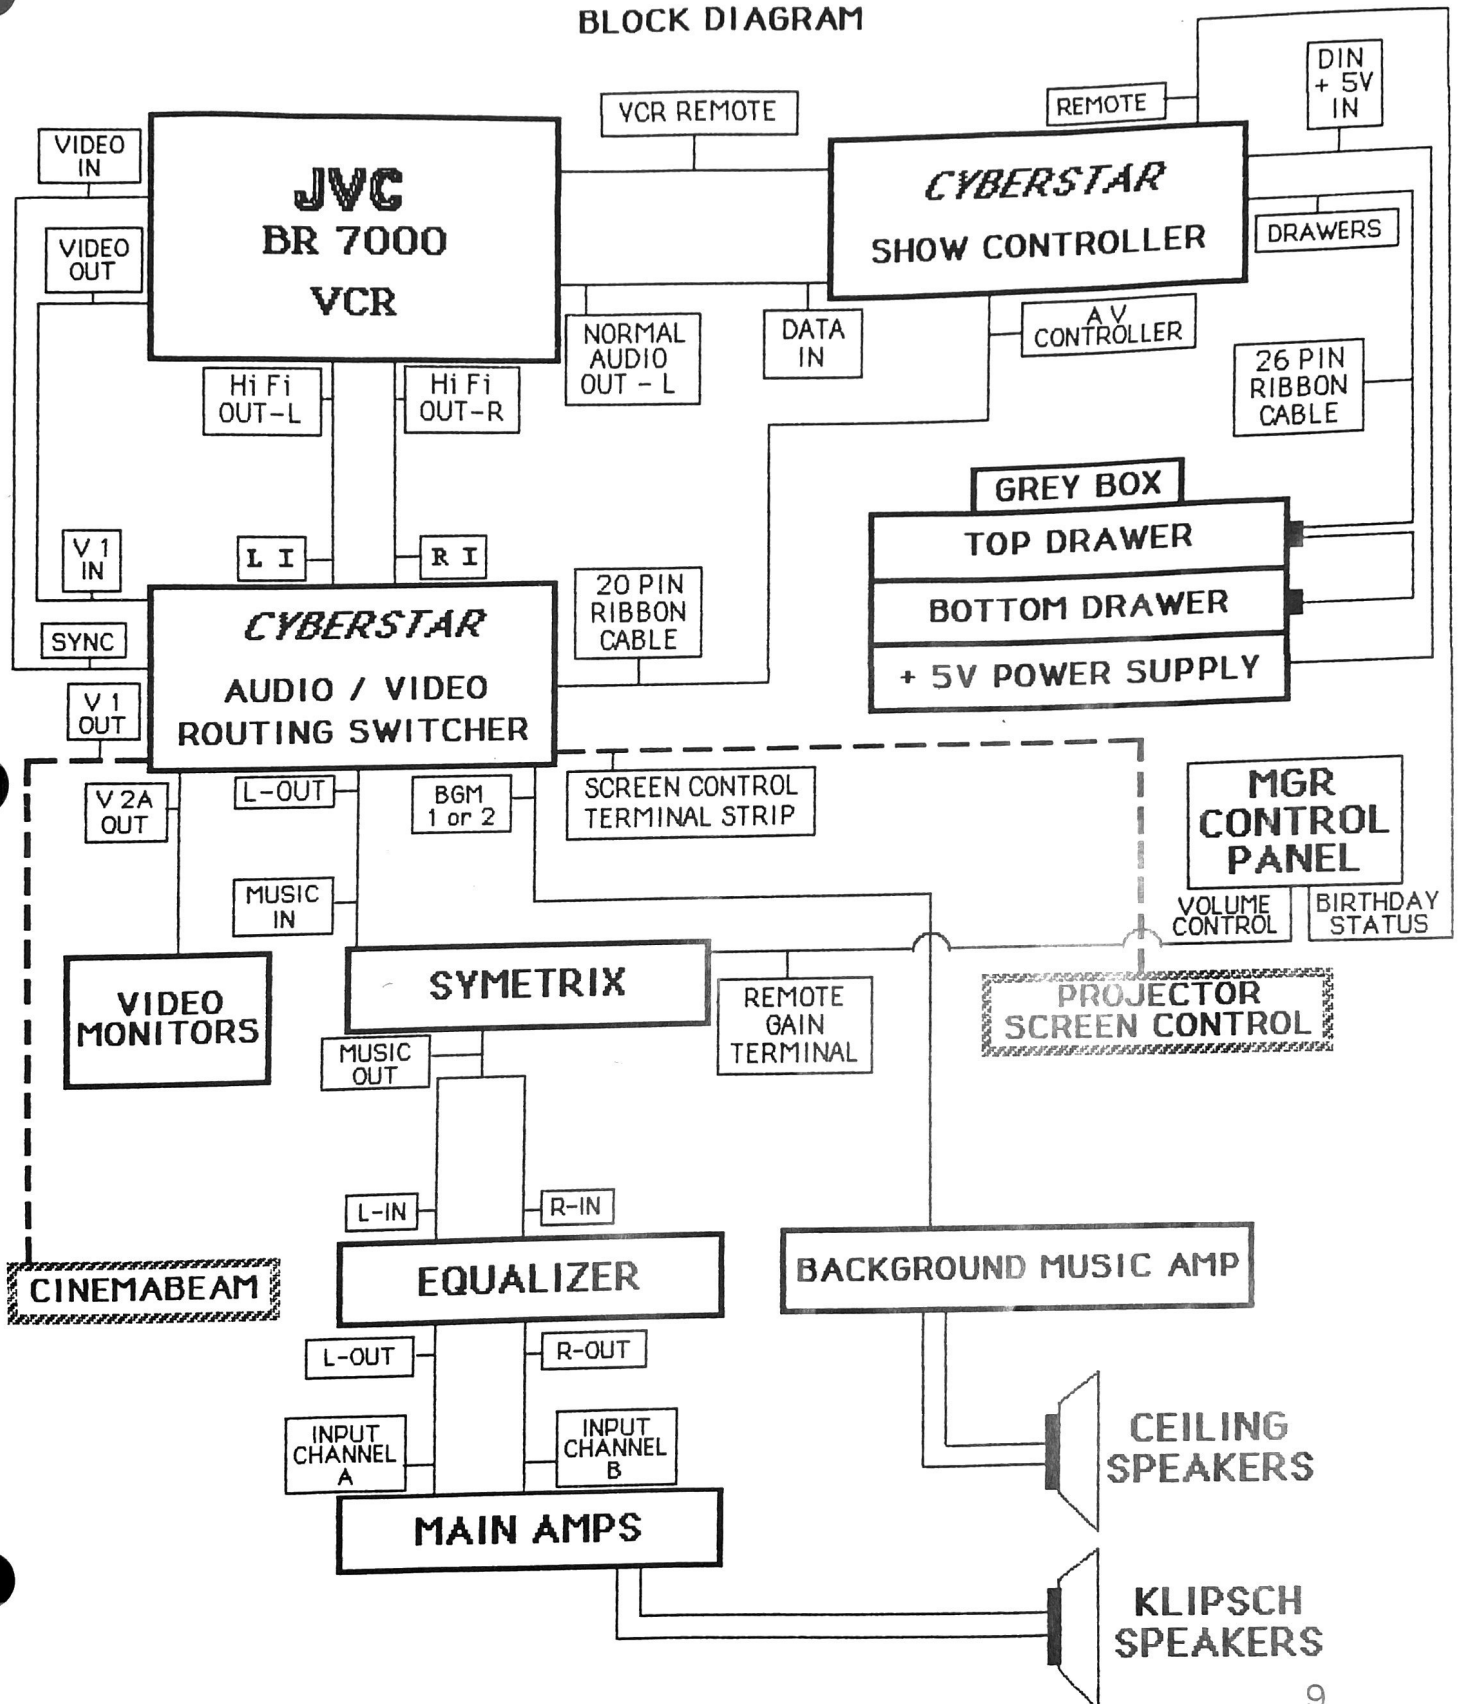 BLOCK DIAGRAM
DIN
+ 5V
IN
REMOTE
VCR REMOTE
VIDEO
IN
JVC
BR 7000
VCR
CYBERSTAR
SHOW CONTROLLER
DRAWERS
VIDEO
OUT
NORMAL
AUDIO
OUT - L
DATA
IN
AV
CONTROLLER
26 PIN
RIBBON
CABLE
Hi Fi
OUT-L
Hi Fi
OUT-R
GREY BOX
TOP DRAWER
BOTTOM DRAWER
+ 5V POWER SUPPLY
V 1
IN
L I
R I
20 PIN
RIBBON
CABLE
SYNC
CYBERSTAR
AUDIO / VIDEO
ROUTING SWITCHER
V 1
OUT
V 2A
OUT
L-OUT
BGM
1 or 2
SCREEN CONTROL
TERMINAL STRIP
MGR
CONTROL
PANEL
MUSIC
IN
VOLUME
CONTROL
BIRTHDAY
STATUS
VIDEO
MONITORS
SYMETRIX
REMOTE
GAIN
TERMINAL
PROJECTOR
SCREEN CONTROL
MUSIC
OUT
L-IN
R-IN
CINEMABEAM
EQUALIZER
BACKGROUND MUSIC AMP
L-OUT
R-OUT
INPUT
CHANNEL
A
INPUT
CHANNEL
B
CEILING
SPEAKERS
MAIN AMPS
KLIPSCH
SPEAKERS
9